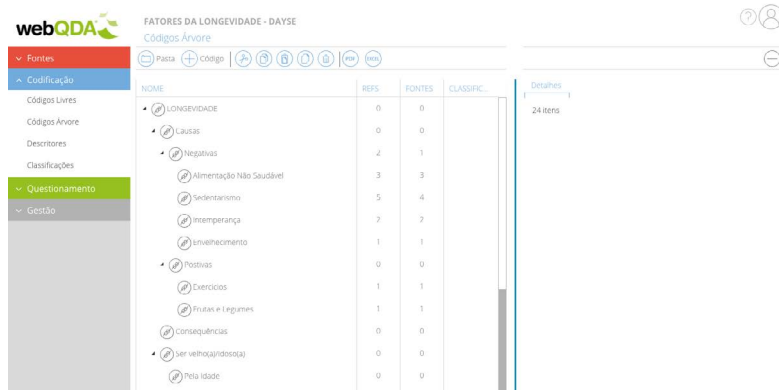 webQDA
FATORES DA LONGEVIDADE - DAYSE
Códigos Árvore
?
Fontes
Codificação
Códigos Livres
Códigos Árvore
Descritores
Classificações
Questionamento
Gestão
Pasta Código PDF EXCEL
NOME REFS FONTES CLASSIFIC...
LONGEVIDADE 0 0
Causas 0 0
Negativas 2 1
Alimentação Não Saudável 3 3
Sedentarismo 5 4
Intemperança 2 2
Envelhecimento 1 1
Postivas 0 0
Exercícios 1 1
Frutas e Legumes 1 1
Consequências 0 0
Ser velho(a)/Idoso(a) 0 0
Pela idade 0 0
Detalhes
24 itens